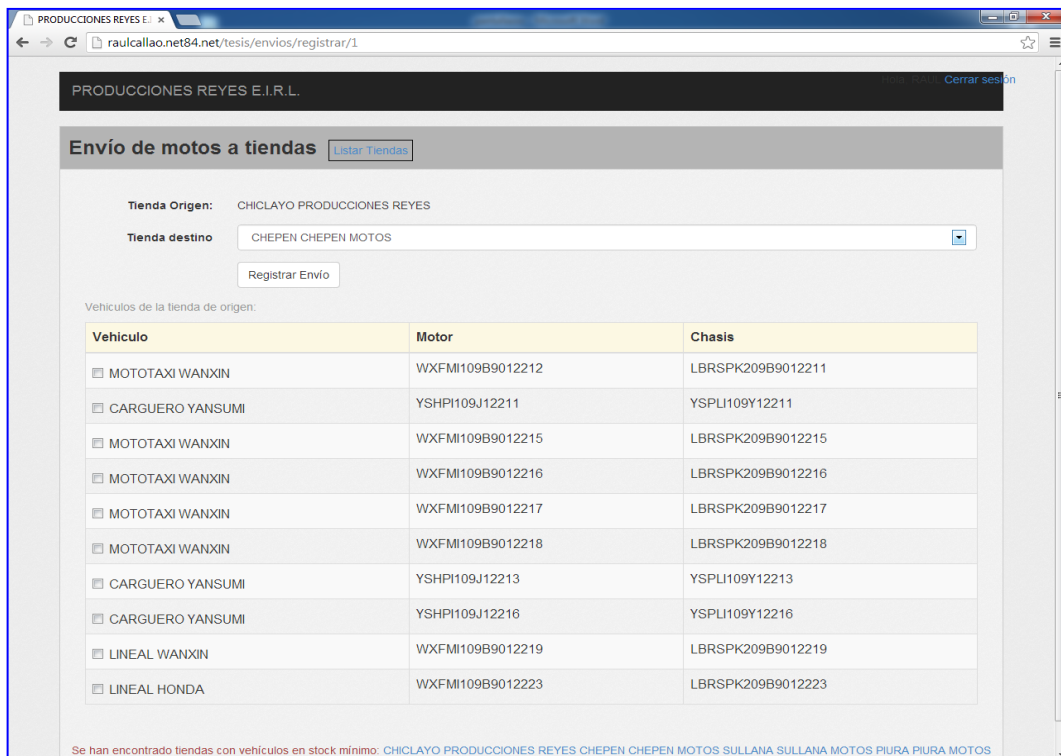 PRODUCCIONES REYES E.I
raulcallao.net84.net/tesis/envios/registrar/1
Hola, RAUL Cerrar sesión
PRODUCCIONES REYES E.I.R.L.
Envío de motos a tiendas Listar Tiendas
Tienda Origen: CHICLAYO PRODUCCIONES REYES
Tienda destino CHEPEN CHEPEN MOTOS
Registrar Envío
Vehiculos de la tienda de origen:
Vehiculo Motor Chasis
MOTOTAXI WANXIN WXFMI109B9012212 LBRSPK209B9012211
CARGUERO YANSUMI YSHPI109J12211 YSPLI109Y12211
MOTOTAXI WANXIN WXFMI109B9012215 LBRSPK209B9012215
MOTOTAXI WANXIN WXFMI109B9012216 LBRSPK209B9012216
MOTOTAXI WANXIN WXFMI109B9012217 LBRSPK209B9012217
MOTOTAXI WANXIN WXFMI109B9012218 LBRSPK209B9012218
CARGUERO YANSUMI YSHPI109J12213 YSPLI109Y12213
CARGUERO YANSUMI YSHPI109J12216 YSPLI109Y12216
LINEAL WANXIN WXFMI109B9012219 LBRSPK209B9012219
LINEAL HONDA WXFMI109B9012223 LBRSPK209B9012223
Se han encontrado tiendas con vehículos en stock mínimo: CHICLAYO PRODUCCIONES REYES CHEPEN CHEPEN MOTOS SULLANA SULLANA MOTOS PIURA PIURA MOTOS